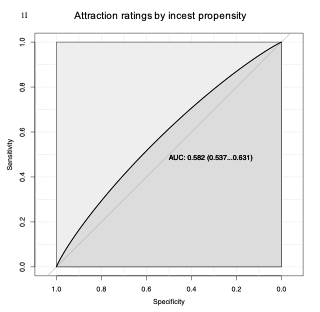 11
Attraction ratings by incest propensity
1.0
0.8
0.6
0.4
0.2
0.0
Sensitivity
AUC: 0.582 (0.537...0.631)
1.0 0.8 0.6 0.4 0.2 0.0
Specificity